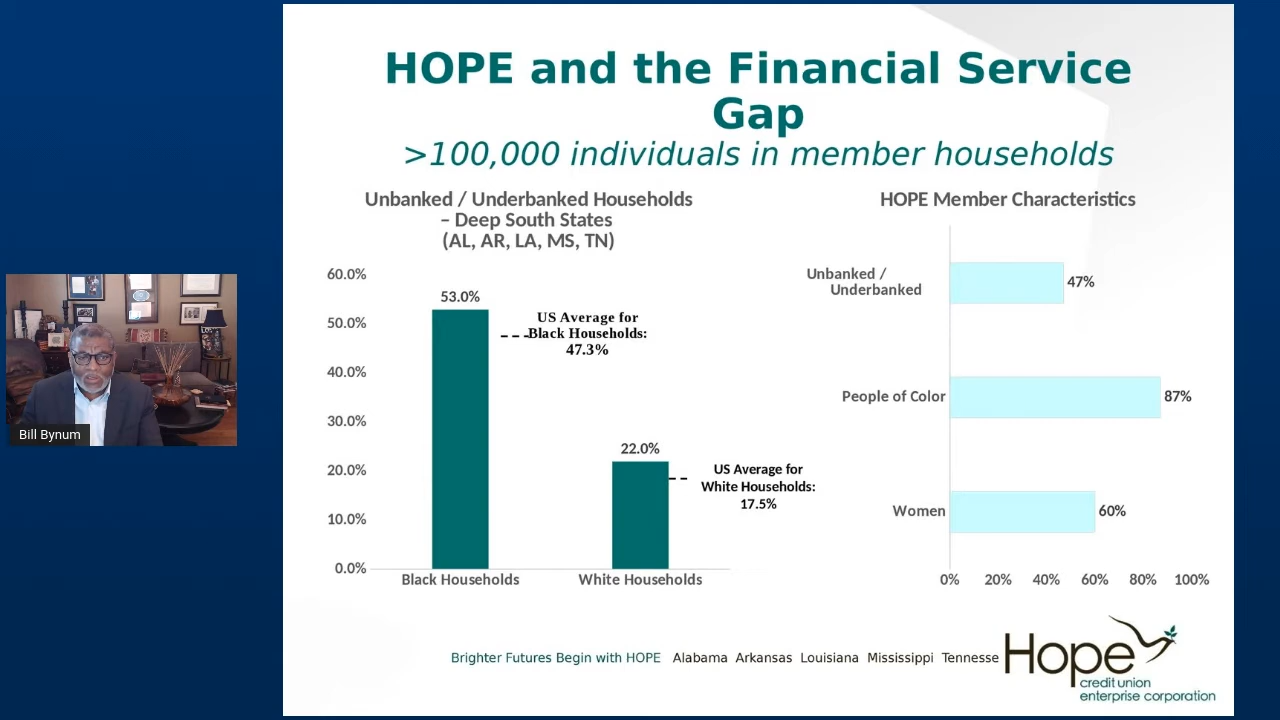 HOPE and the Financial Service
Gap
>100,000 individuals in member households
Unbanked / Underbanked Households
– Deep South States
(AL, AR, LA, MS, TN)
60.0%
50.0%
40.0%
30.0%
20.0%
10.0%
0.0%
53.0%
US Average for
Black Households:
47.3%
22.0%
US Average for
White Households:
17.5%
Black Households
White Households
HOPE Member Characteristics
Unbanked /
Underbanked
47%
People of Color
87%
Women
60%
0% 20% 40% 60% 80% 100%
Bill Bynum
Brighter Futures Begin with HOPE Alabama Arkansas Louisiana Mississippi Tennesse
Hope
credit union
enterprise corporation